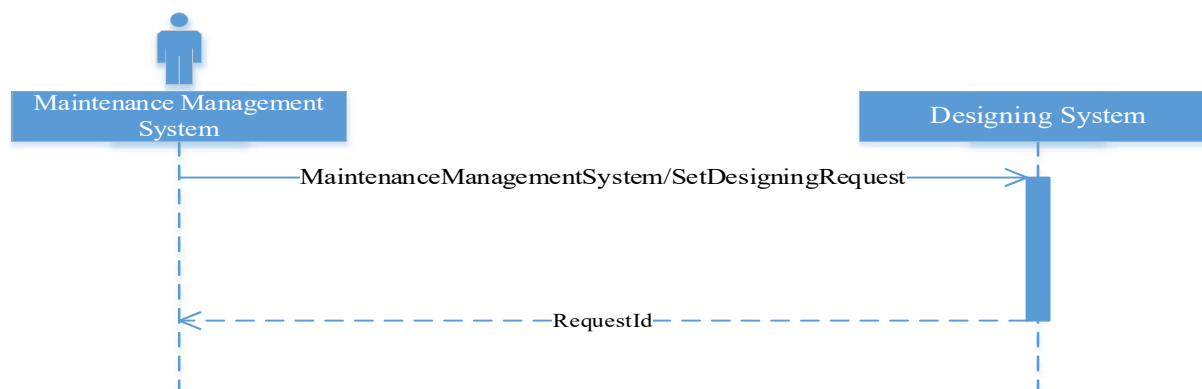 Maintenance Management
System
Designing System
MaintenanceManagementSystem/SetDesigningRequest
RequestId